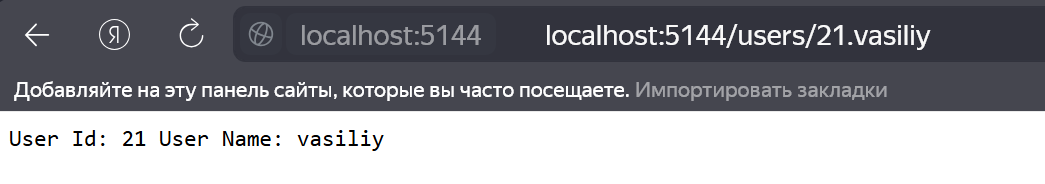 Я localhost:5144 localhost:5144/users/21.vasiliy
Добавляйте на эту панель сайты, которые вы часто посещаете. Импортировать закладки
User Id: 21 User Name: vasiliy